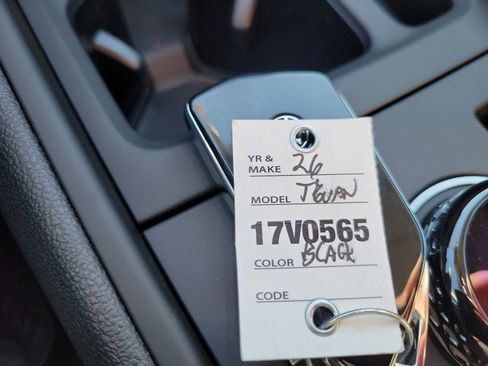 YR &
MAKE 26
MODEL TGUAN
17V0565
COLOR BLACK
CODE